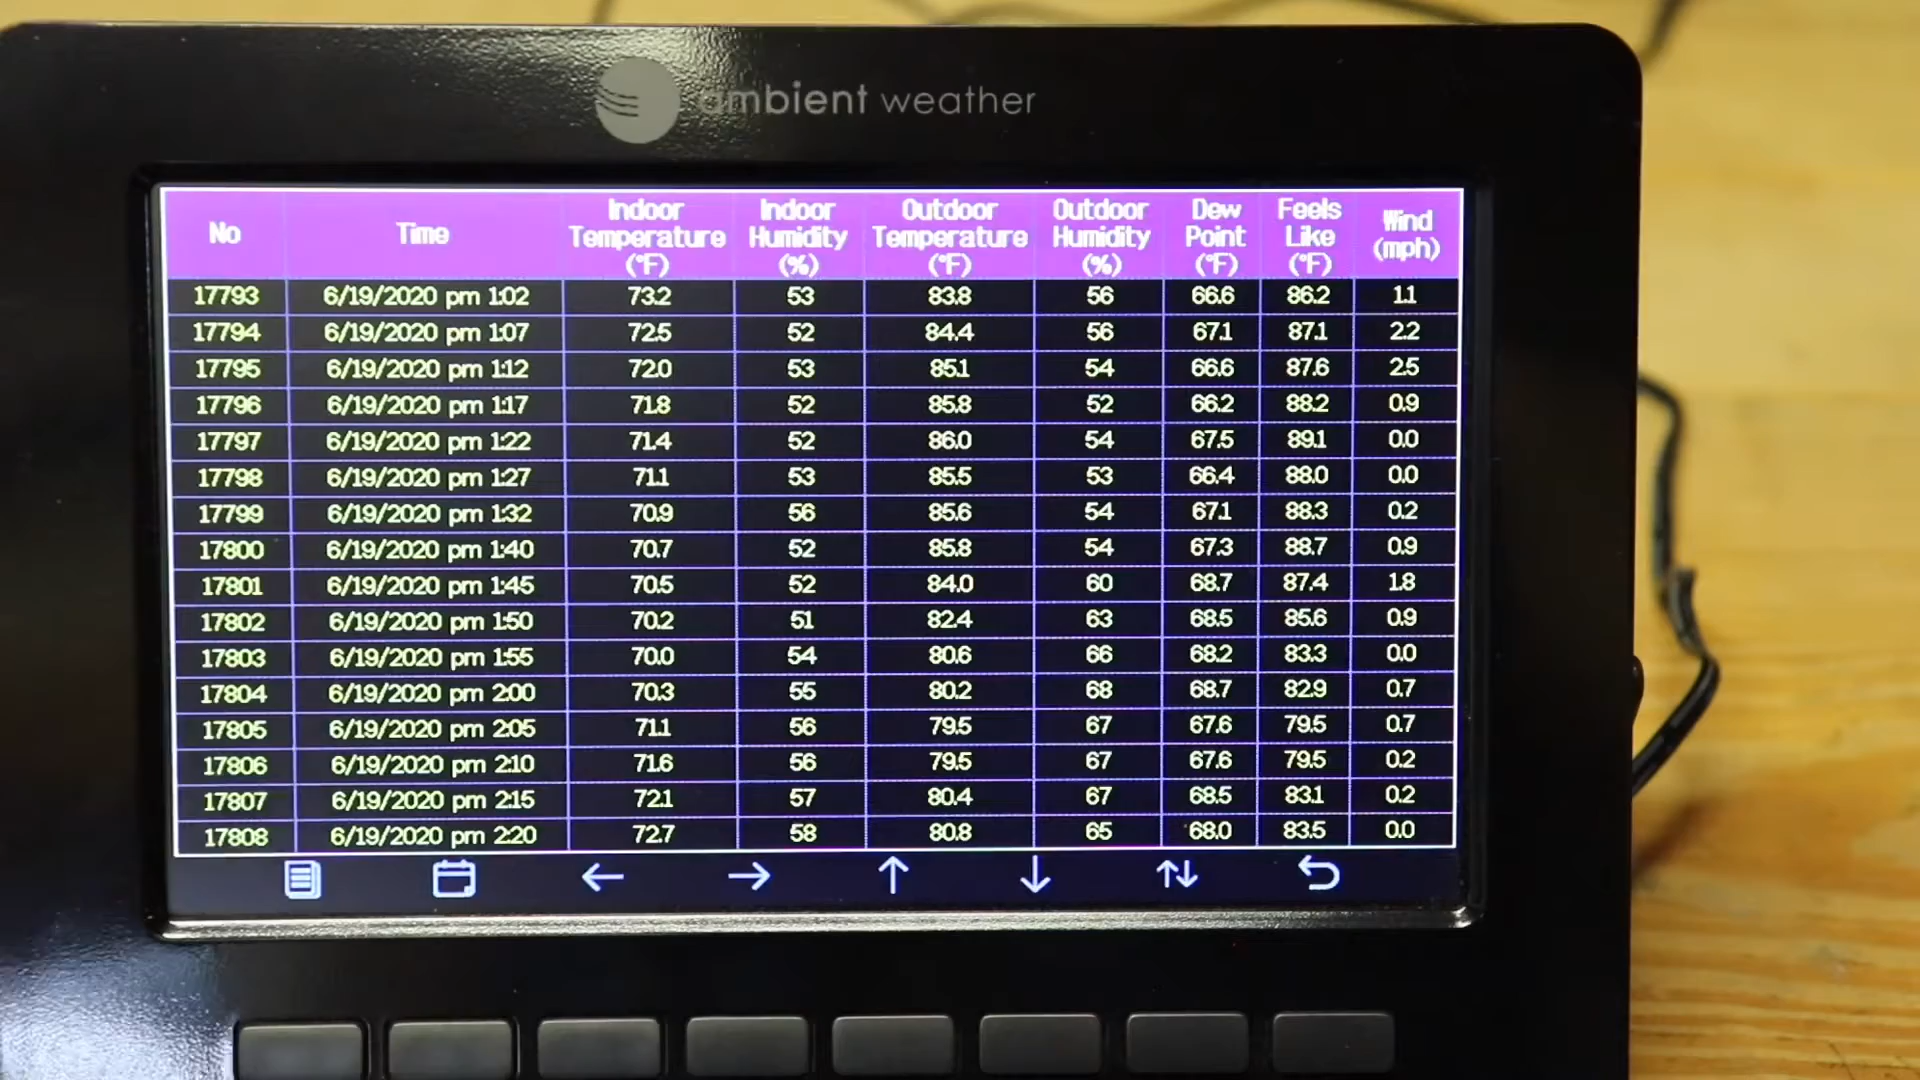 ambient weather
No Time Indoor Temperature (°F) Indoor Humidity (%) Outdoor Temperature (°F) Outdoor Humidity (%) Dew Point (°F) Feels Like (°F) Wind (mph)
17793 6/19/2020 pm 1:02 73.2 53 83.8 56 66.6 86.2 1.1
17794 6/19/2020 pm 1:07 72.5 52 84.4 56 67.1 87.1 2.2
17795 6/19/2020 pm 1:12 72.0 53 85.1 54 66.6 87.6 2.5
17796 6/19/2020 pm 1:17 71.8 52 85.8 52 66.2 88.2 0.9
17797 6/19/2020 pm 1:22 71.4 52 86.0 54 67.5 89.1 0.0
17798 6/19/2020 pm 1:27 71.1 53 85.5 53 66.4 88.0 0.0
17799 6/19/2020 pm 1:32 70.9 56 85.6 54 67.1 88.3 0.2
17800 6/19/2020 pm 1:40 70.7 52 85.8 54 67.3 88.7 0.9
17801 6/19/2020 pm 1:45 70.5 52 84.0 60 68.7 87.4 1.8
17802 6/19/2020 pm 1:50 70.2 51 82.4 63 68.5 85.6 0.9
17803 6/19/2020 pm 1:55 70.0 54 80.6 66 68.2 83.3 0.0
17804 6/19/2020 pm 2:00 70.3 55 80.2 68 68.7 82.9 0.7
17805 6/19/2020 pm 2:05 71.1 56 79.5 67 67.6 79.5 0.7
17806 6/19/2020 pm 2:10 71.6 56 79.5 67 67.6 79.5 0.2
17807 6/19/2020 pm 2:15 72.1 57 80.4 67 68.5 83.1 0.2
17808 6/19/2020 pm 2:20 72.7 58 80.8 65 68.0 83.5 0.0